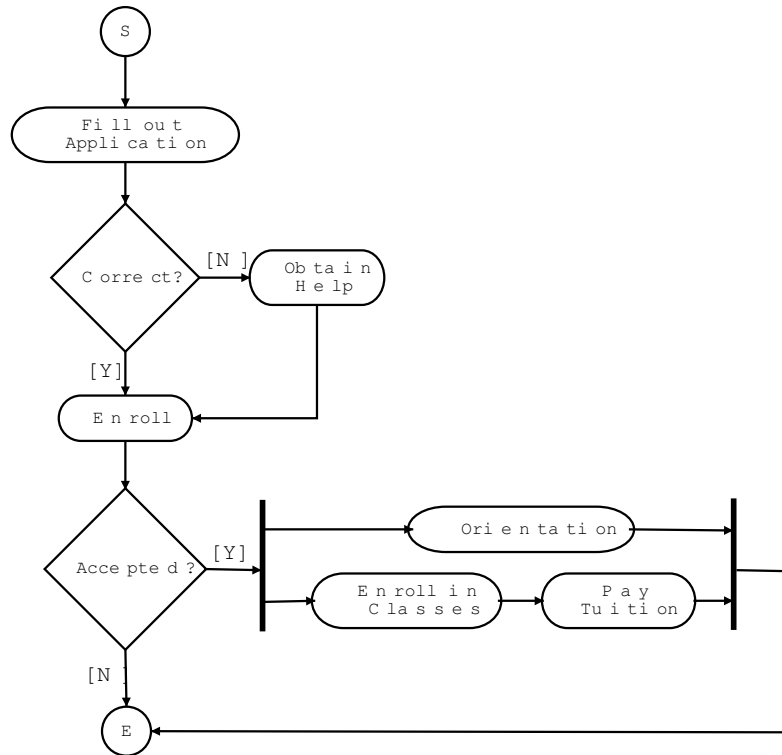 S
Fill out
Application
Correct?
[N ]
Obtain
Help
[Y]
Enroll
Accepted?
[Y]
Orientation
Enroll in
Classes
Pay
Tuition
[N ]
E